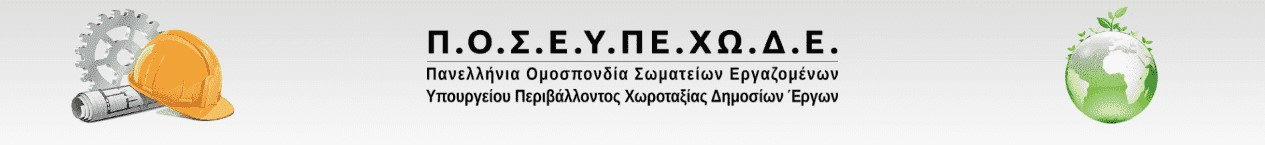 Π.Ο.Σ.Ε.Υ.ΠΕ.ΧΩ.Δ.Ε.
Πανελλήνια Ομοσπονδία Σωματείων Εργαζομένων
Υπουργείου Περιβάλλοντος Χωροταξίας Δημοσίων Έργων